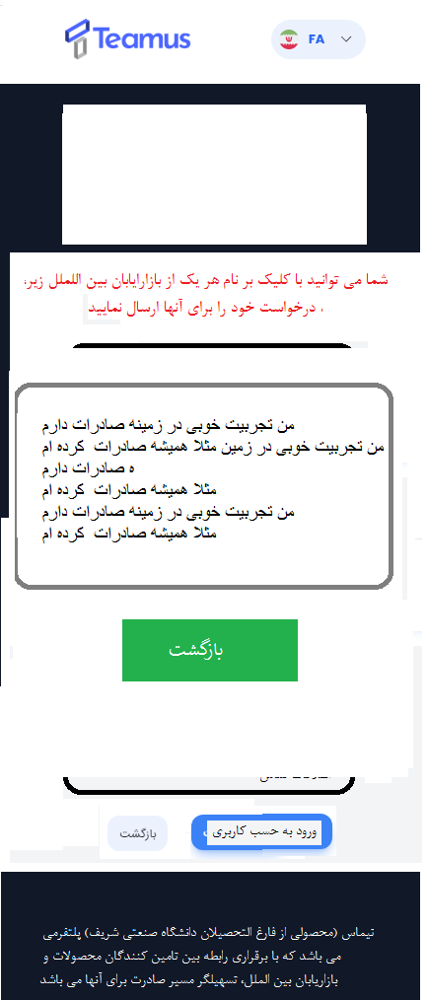 Teamus
FA
شما می توانید با کلیک بر نام هر یک از بازارایابان بین اللملل زیر،
، درخواست خود را برای آنها ارسال نمایید
من تجربیت خوبی در زمینه صادرات دارم
من تجربیت خوبی در زمین مثلا همیشه صادرات کرده ام
ه صادرات دارم
مثلا همیشه صادرات کرده ام
من تجربیت خوبی در زمینه صادرات دارم
مثلا همیشه صادرات کرده ام
بازگشت
ورود به حسب کاربری
بازگشت
تیماس (محصولی از فارغ التحصیلان دانشگاه صنعتی شریف) پلتفرمی
می باشد که با برقراری رابطه بین تامین کنندگان محصولات و
بازاریابان بین الملل، تسهیلگر مسیر صادرت برای آنها می باشد